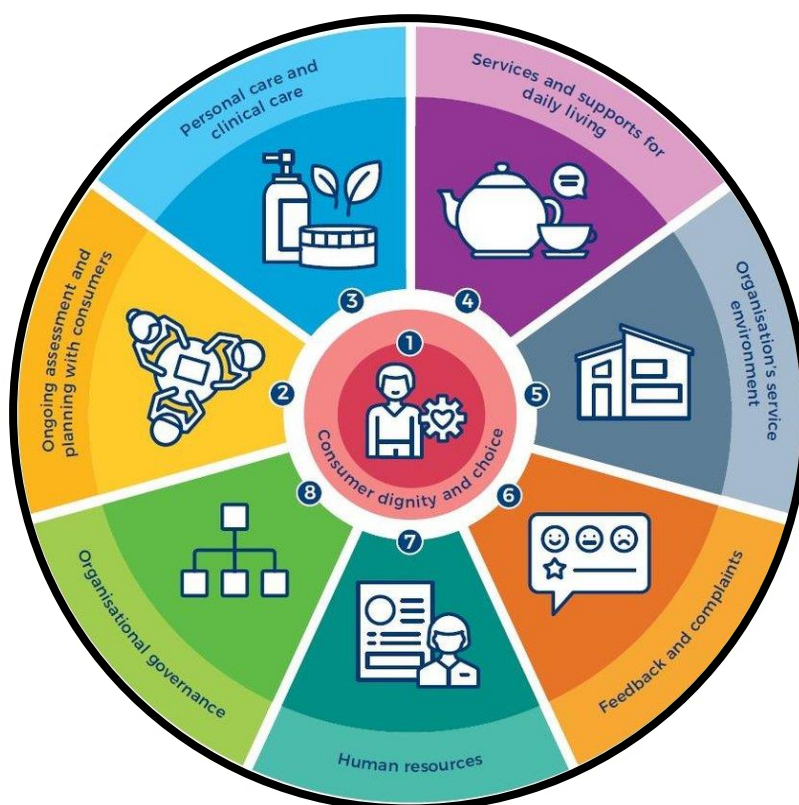 1
Consumer dignity and choice
2
Ongoing assessment and
planning with consumers
3
Personal care and
clinical care
4
Services and supports for
daily living
5
Organisation's service
environment
6
Feedback and complaints
7
Human resources
8
Organisational governance